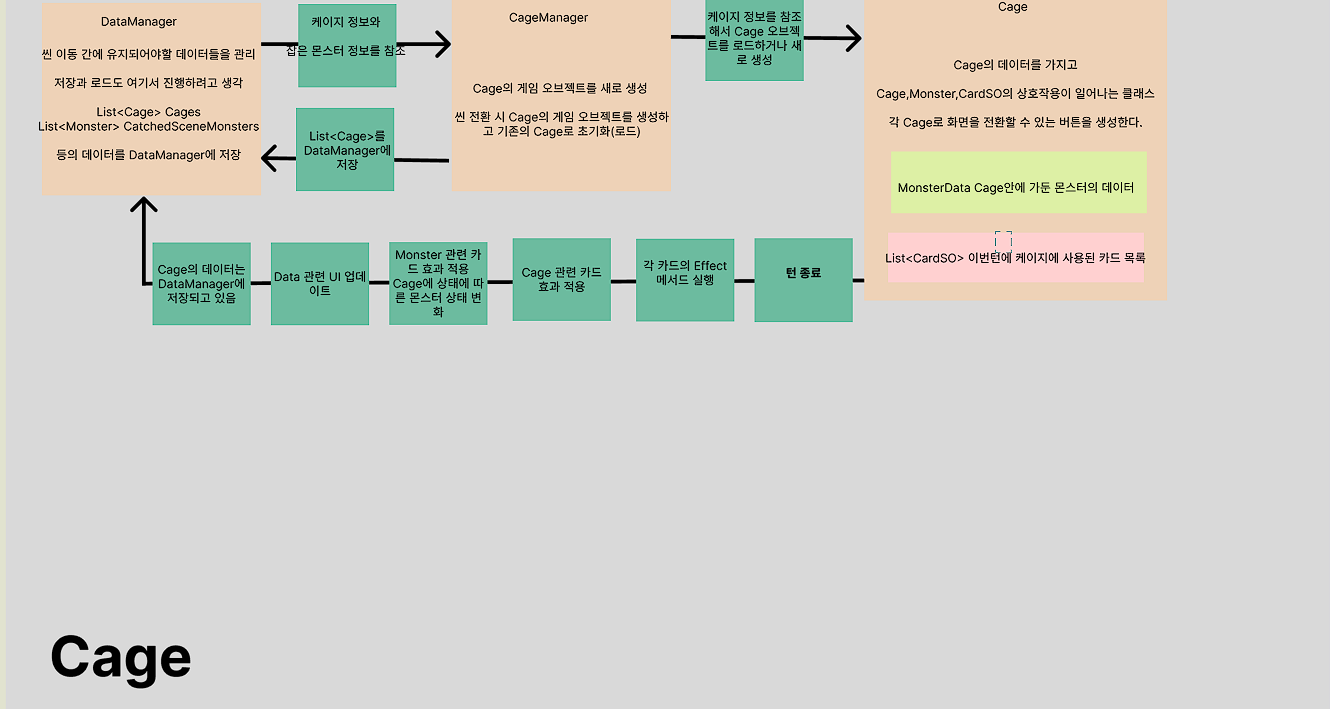 DataManager
씬 이동 간에 유지되어야할 데이터들을 관리
저장과 로드도 여기서 진행하려고 생각
List<Cage> Cages
List<Monster> CatchedSceneMonsters
등의 데이터를 DataManager에 저장
케이지 정보와
잡은 몬스터 정보를 참조
List<Cage>를
DataManager에
저장
CageManager
Cage의 게임 오브젝트를 새로 생성
씬 전환 시 Cage의 게임 오브젝트를 생성하
고 기존의 Cage로 초기화(로드)
케이지 정보를 참조
해서 Cage 오브젝
트를 로드하거나 새
로 생성
Cage
Cage의 데이터를 가지고
Cage,Monster,CardSO의 상호작용이 일어나는 클래스
각 Cage로 화면을 전환할 수 있는 버튼을 생성한다.
MonsterData Cage안에 가둔 몬스터의 데이터
List<CardSO> 이번턴에 케이지에 사용된 카드 목록
Cage의 데이터는
DataManager에
저장되고 있음
Data 관련 UI 업데
이트
Monster 관련 카
드 효과 적용
Cage에 상태에 따
른 몬스터 상태 변
화
Cage 관련 카드
효과 적용
각 카드의 Effect
메서드 실행
턴 종료
Cage